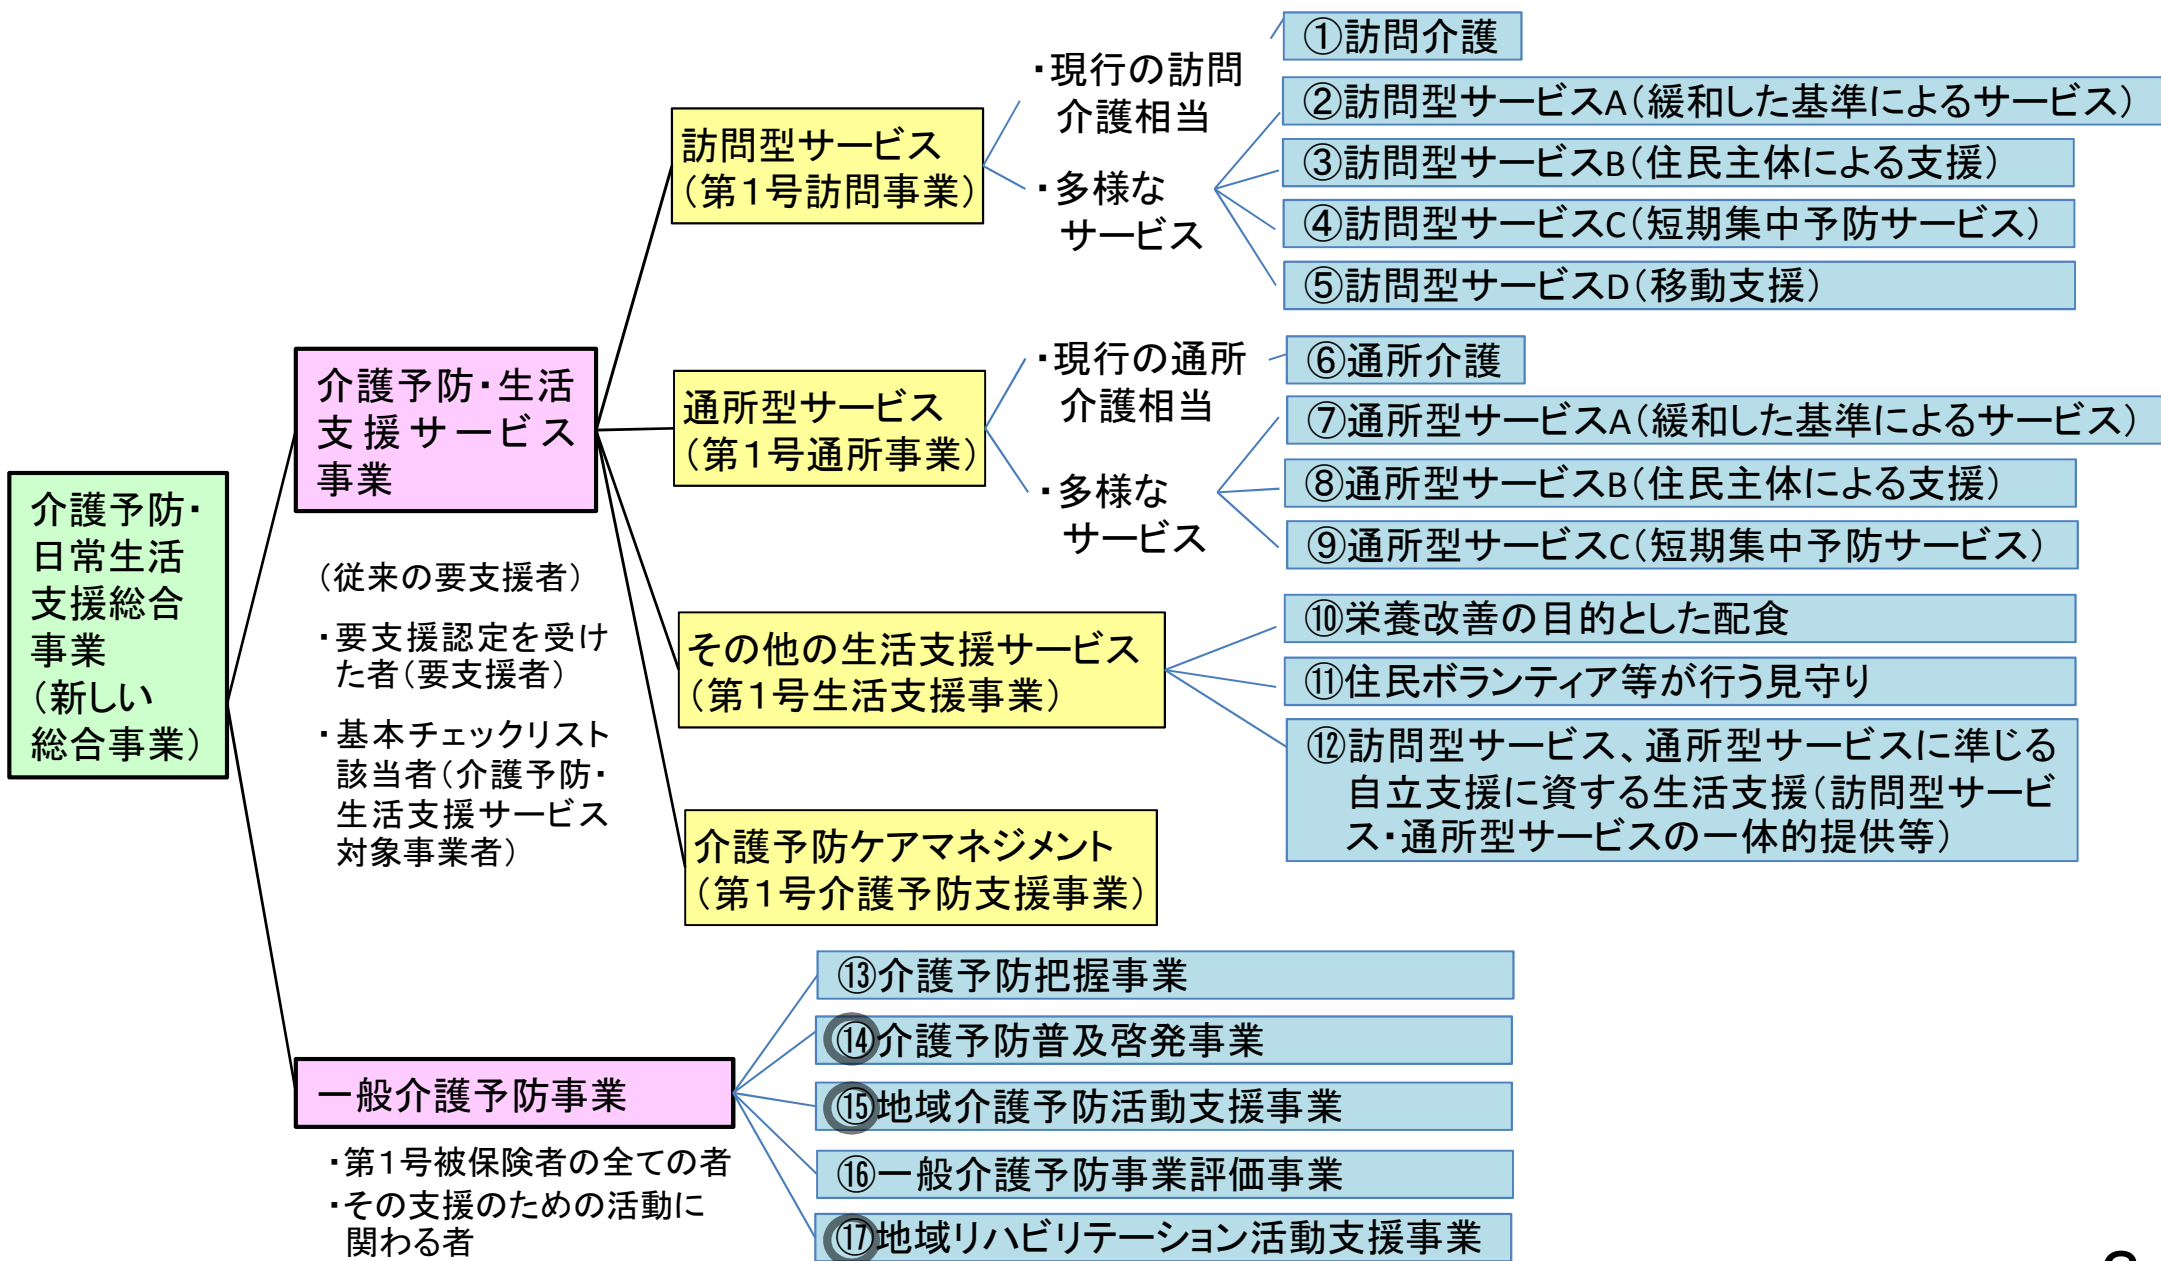 介護予防・
日常生活
支援総合
事業
（新しい
総合事業）
介護予防・生活
支援サービス
事業
（従来の要支援者）
・要支援認定を受け
た者（要支援者）
・基本チェックリスト
該当者（介護予防・
生活支援サービス
対象事業者）
訪問型サービス
（第１号訪問事業）
・現行の訪問
介護相当
①訪問介護
・多様な
サービス
②訪問型サービスA（緩和した基準によるサービス）
③訪問型サービスB（住民主体による支援）
④訪問型サービスC（短期集中予防サービス）
⑤訪問型サービスD（移動支援）
通所型サービス
（第１号通所事業）
・現行の通所
介護相当
⑥通所介護
・多様な
サービス
⑦通所型サービスA（緩和した基準によるサービス）
⑧通所型サービスB（住民主体による支援）
⑨通所型サービスC（短期集中予防サービス）
その他の生活支援サービス
（第１号生活支援事業）
⑩栄養改善の目的とした配食
⑪住民ボランティア等が行う見守り
⑫訪問型サービス、通所型サービスに準じる
自立支援に資する生活支援（訪問型サービ
ス・通所型サービスの一体的提供等）
介護予防ケアマネジメント
（第１号介護予防支援事業）
一般介護予防事業
・第１号被保険者の全ての者
・その支援のための活動に
関わる者
⑬介護予防把握事業
⑭介護予防普及啓発事業
⑮地域介護予防活動支援事業
⑯一般介護予防事業評価事業
⑰地域リハビリテーション活動支援事業